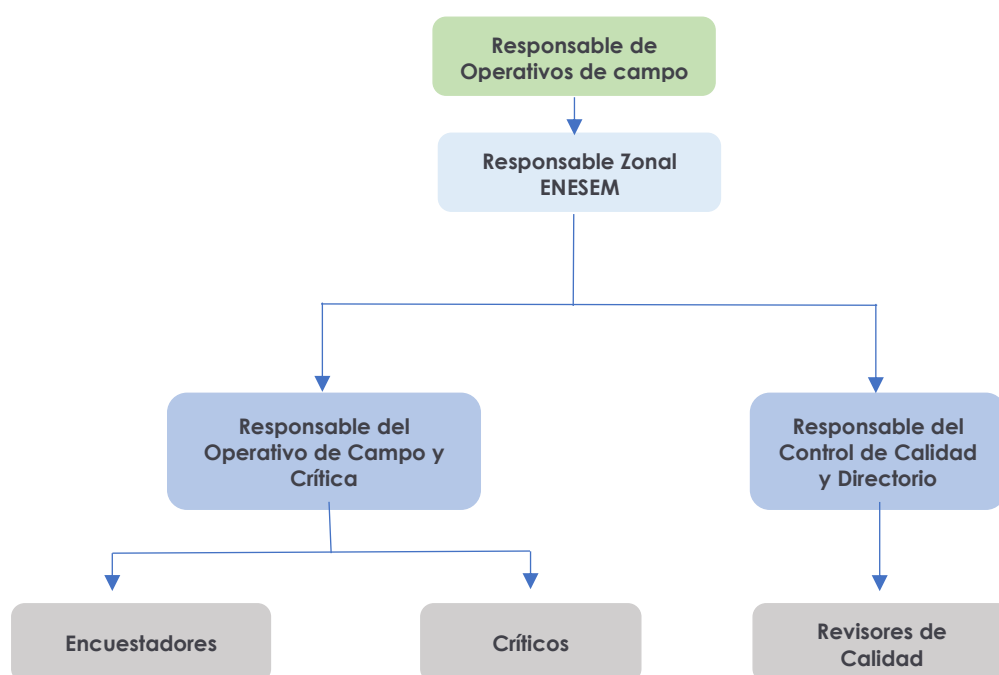 Responsable de
Operativos de campo
Responsable Zonal
ENESEM
Responsable del
Operativo de Campo y
Crítica
Responsable del
Control de Calidad
y Directorio
Encuestadores
Críticos
Revisores de
Calidad